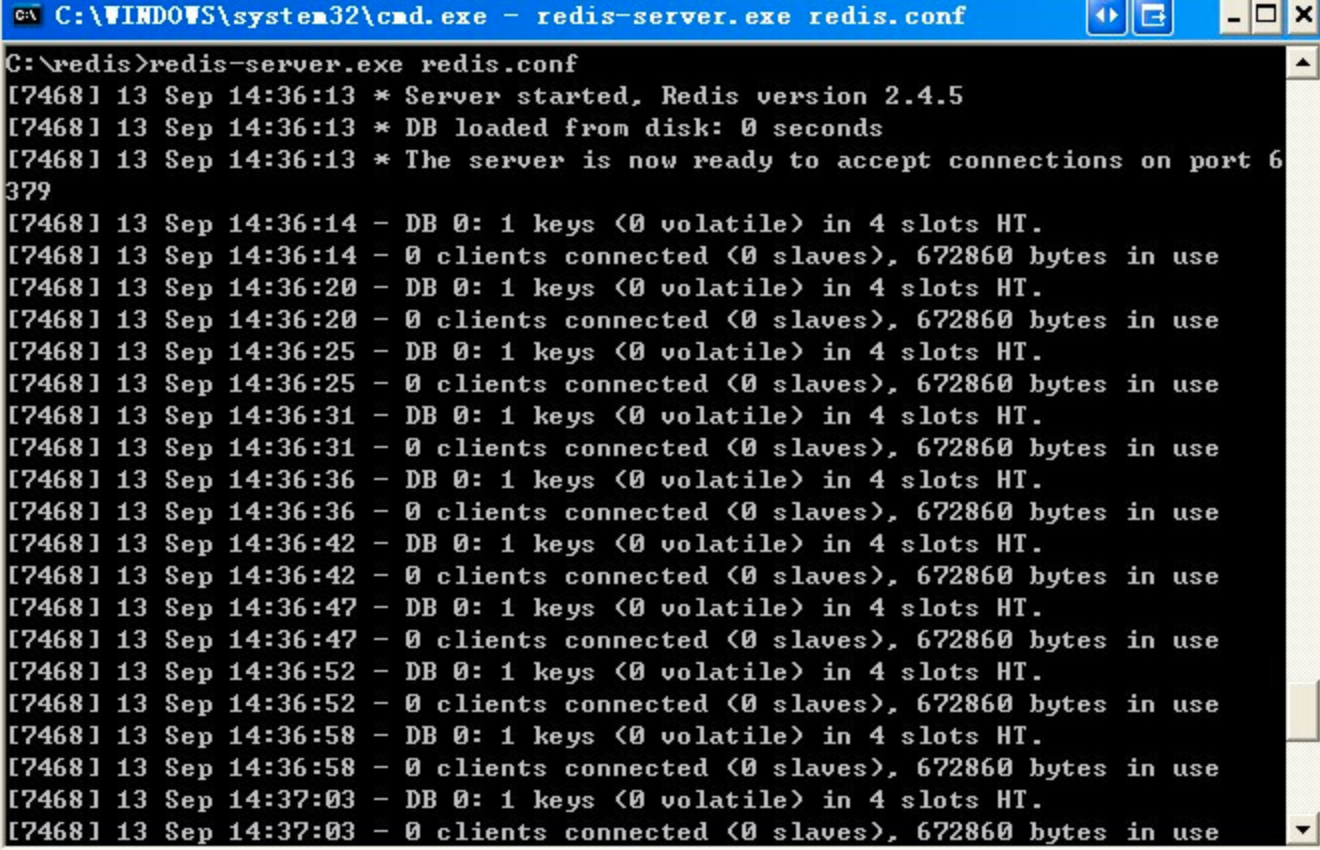 C:\WINDOWS\system32\cmd.exe - redis-server.exe redis.conf
C:\redis>redis-server.exe redis.conf
[7468] 13 Sep 14:36:13 * Server started, Redis version 2.4.5
[7468] 13 Sep 14:36:13 * DB loaded from disk: 0 seconds
[7468] 13 Sep 14:36:13 * The server is now ready to accept connections on port 6
379
[7468] 13 Sep 14:36:14 - DB 0: 1 keys (0 volatile) in 4 slots HT.
[7468] 13 Sep 14:36:14 - 0 clients connected (0 slaves), 672860 bytes in use
[7468] 13 Sep 14:36:20 - DB 0: 1 keys (0 volatile) in 4 slots HT.
[7468] 13 Sep 14:36:20 - 0 clients connected (0 slaves), 672860 bytes in use
[7468] 13 Sep 14:36:25 - DB 0: 1 keys (0 volatile) in 4 slots HT.
[7468] 13 Sep 14:36:25 - 0 clients connected (0 slaves), 672860 bytes in use
[7468] 13 Sep 14:36:31 - DB 0: 1 keys (0 volatile) in 4 slots HT.
[7468] 13 Sep 14:36:31 - 0 clients connected (0 slaves), 672860 bytes in use
[7468] 13 Sep 14:36:36 - DB 0: 1 keys (0 volatile) in 4 slots HT.
[7468] 13 Sep 14:36:36 - 0 clients connected (0 slaves), 672860 bytes in use
[7468] 13 Sep 14:36:42 - DB 0: 1 keys (0 volatile) in 4 slots HT.
[7468] 13 Sep 14:36:42 - 0 clients connected (0 slaves), 672860 bytes in use
[7468] 13 Sep 14:36:47 - DB 0: 1 keys (0 volatile) in 4 slots HT.
[7468] 13 Sep 14:36:47 - 0 clients connected (0 slaves), 672860 bytes in use
[7468] 13 Sep 14:36:52 - DB 0: 1 keys (0 volatile) in 4 slots HT.
[7468] 13 Sep 14:36:52 - 0 clients connected (0 slaves), 672860 bytes in use
[7468] 13 Sep 14:36:58 - DB 0: 1 keys (0 volatile) in 4 slots HT.
[7468] 13 Sep 14:36:58 - 0 clients connected (0 slaves), 672860 bytes in use
[7468] 13 Sep 14:37:03 - DB 0: 1 keys (0 volatile) in 4 slots HT.
[7468] 13 Sep 14:37:03 - 0 clients connected (0 slaves), 672860 bytes in use